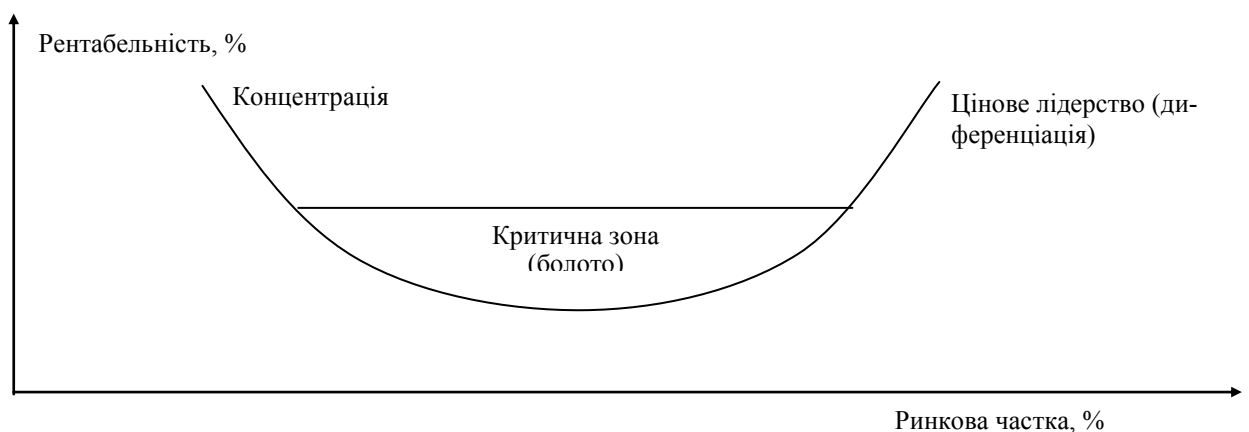 Рентабельність, %
Концентрація
Цінове лідерство (ди-
ференціація)
Критична зона
(болото)
Ринкова частка, %